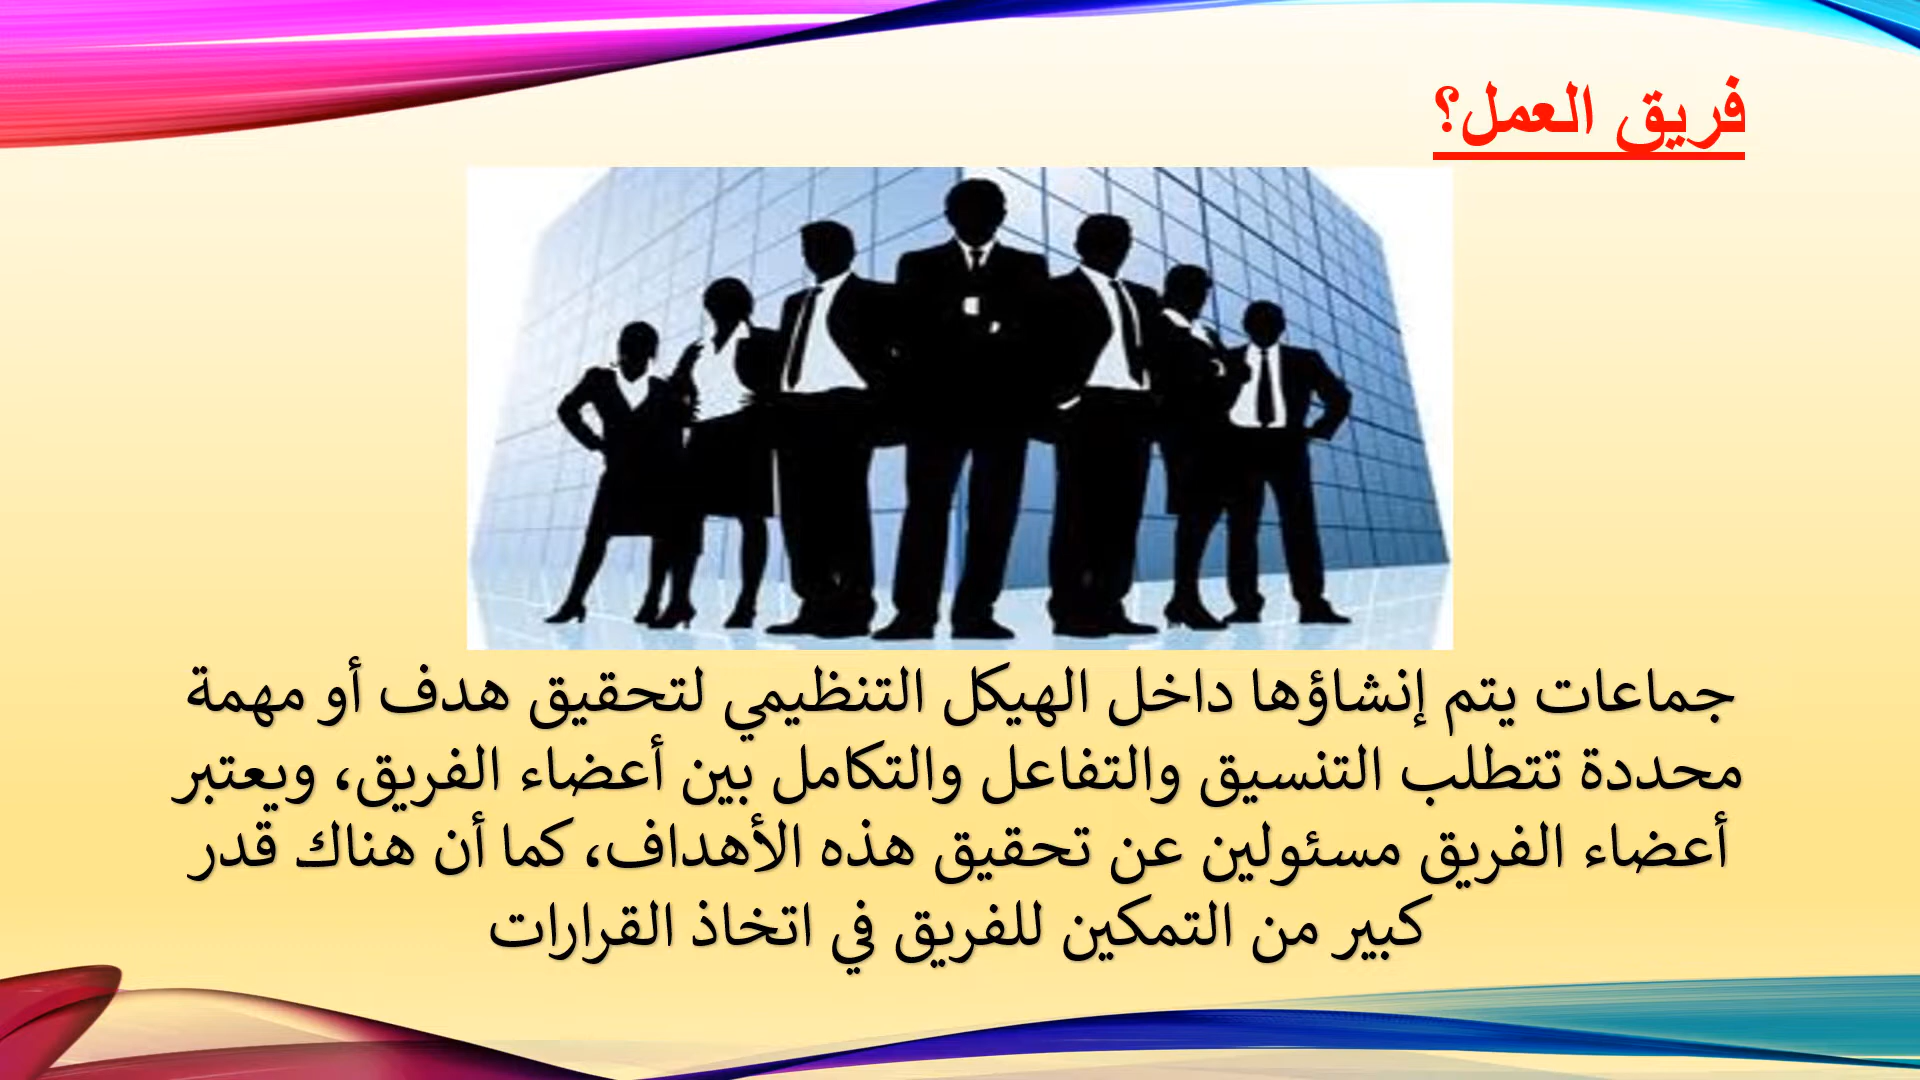 فريق العمل؟
جماعات يتم إنشاؤها داخل الهيكل التنظيمي لتحقيق هدف أو مهمة
محددة تتطلب التنسيق والتفاعل والتكامل بين أعضاء الفريق، ويعتبر
أعضاء الفريق مسئولين عن تحقيق هذه الأهداف، كما أن هناك قدر
كبير من التمكين للفريق في اتخاذ القرارات